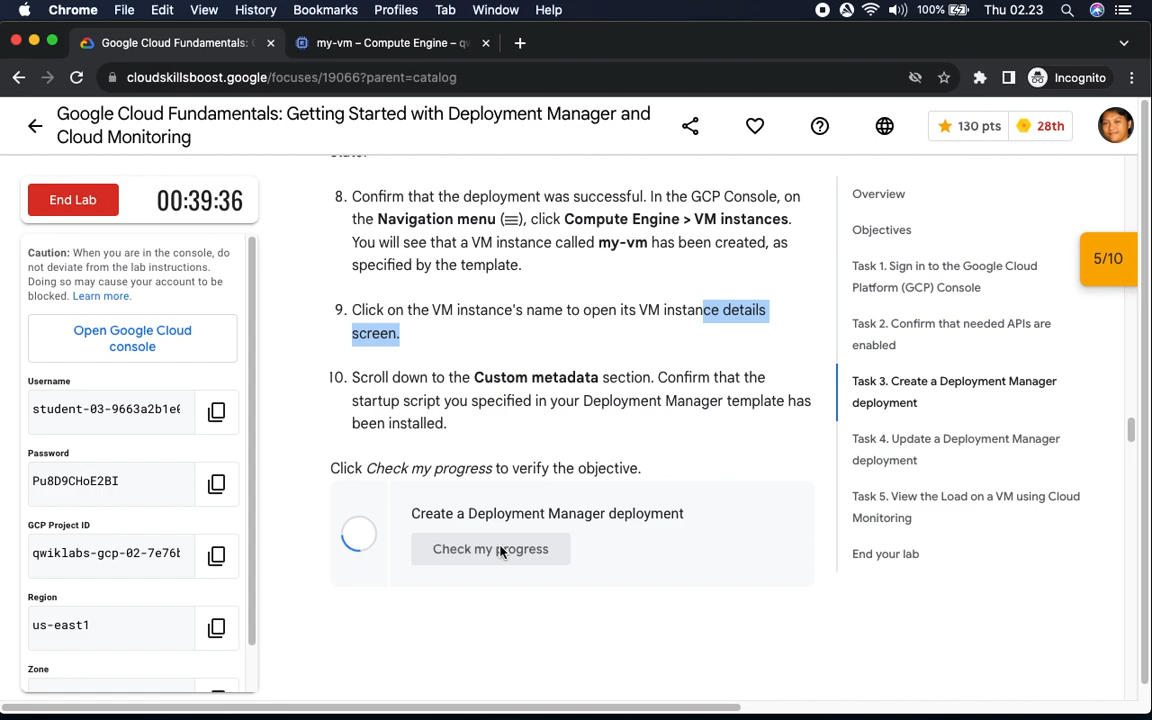 Chrome File Edit View History Bookmarks Profiles Tab Window Help 100% Thu 02.23
Google Cloud Fundamentals: my-vm – Compute Engine – qw
cloudskillsboost.google/focuses/19066?parent=catalog Incognito
Google Cloud Fundamentals: Getting Started with Deployment Manager and
Cloud Monitoring
130 pts 28th
End Lab 00:39:36
Caution: When you are in the console, do
not deviate from the lab instructions.
Doing so may cause your account to be
blocked. Learn more.
Open Google Cloud
console
Username
student-03-9663a2b1e
Password
Pu8D9CHoE2BI
GCP Project ID
qwiklabs-gcp-02-7e76
Region
us-east1
Zone
8. Confirm that the deployment was successful. In the GCP Console, on
the Navigation menu (), click Compute Engine > VM instances.
You will see that a VM instance called my-vm has been created, as
specified by the template.
9. Click on the VM instance's name to open its VM instance details
screen.
10. Scroll down to the Custom metadata section. Confirm that the
startup script you specified in your Deployment Manager template has
been installed.
Click Check my progress to verify the objective.
Create a Deployment Manager deployment
Check my progress
Overview
Objectives
Task 1. Sign in to the Google Cloud
Platform (GCP) Console
Task 2. Confirm that needed APIs are
enabled
Task 3. Create a Deployment Manager
deployment
Task 4. Update a Deployment Manager
deployment
Task 5. View the Load on a VM using Cloud
Monitoring
End your lab
5/10